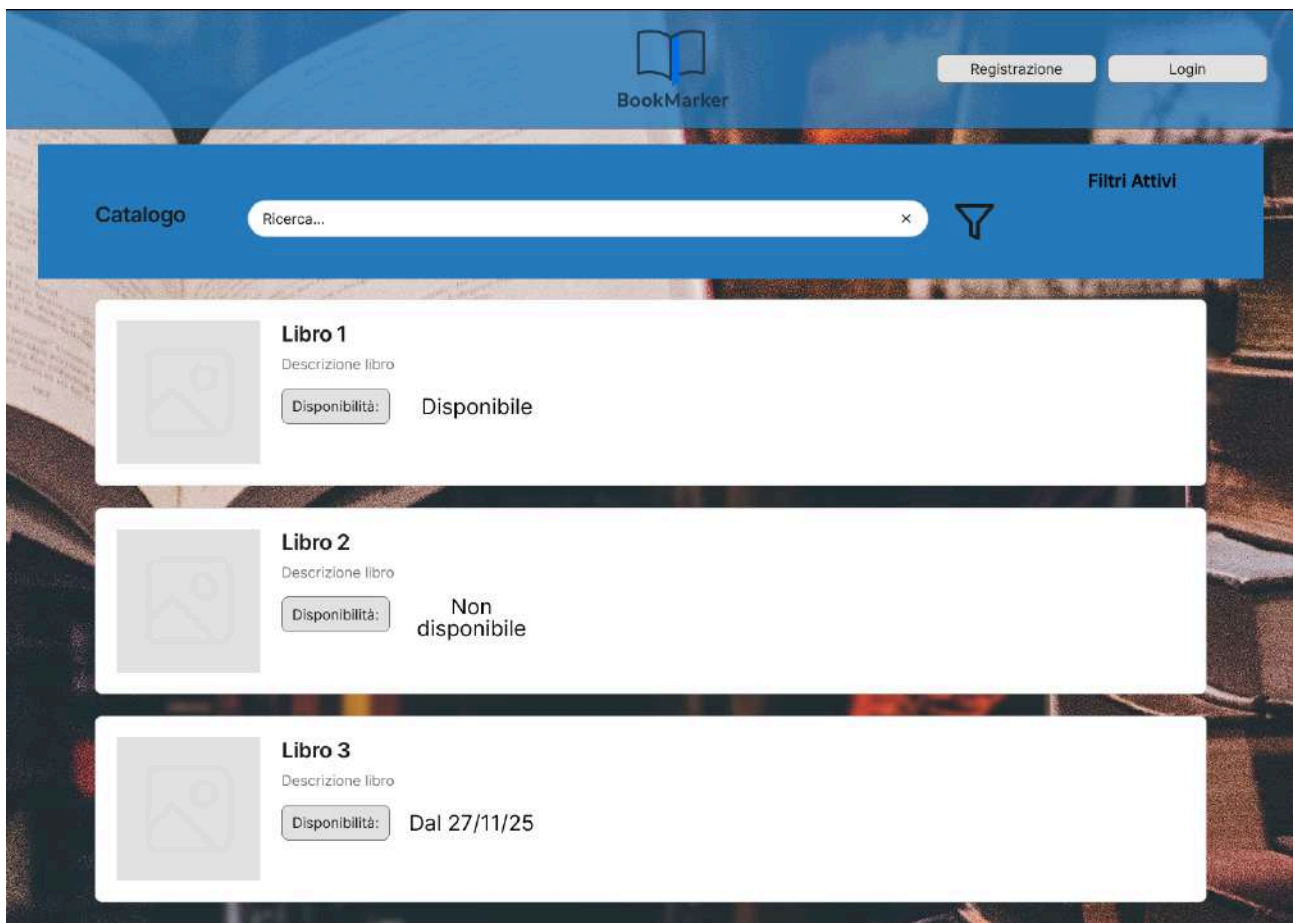 BookMarker
Registrazione
Login
Filtri Attivi
Catalogo
Ricerca...
×
Libro 1
Descrizione libro
Disponibilità:
Disponibile
Libro 2
Descrizione libro
Disponibilità:
Non
disponibile
Libro 3
Descrizione libro
Disponibilità:
Dal 27/11/25